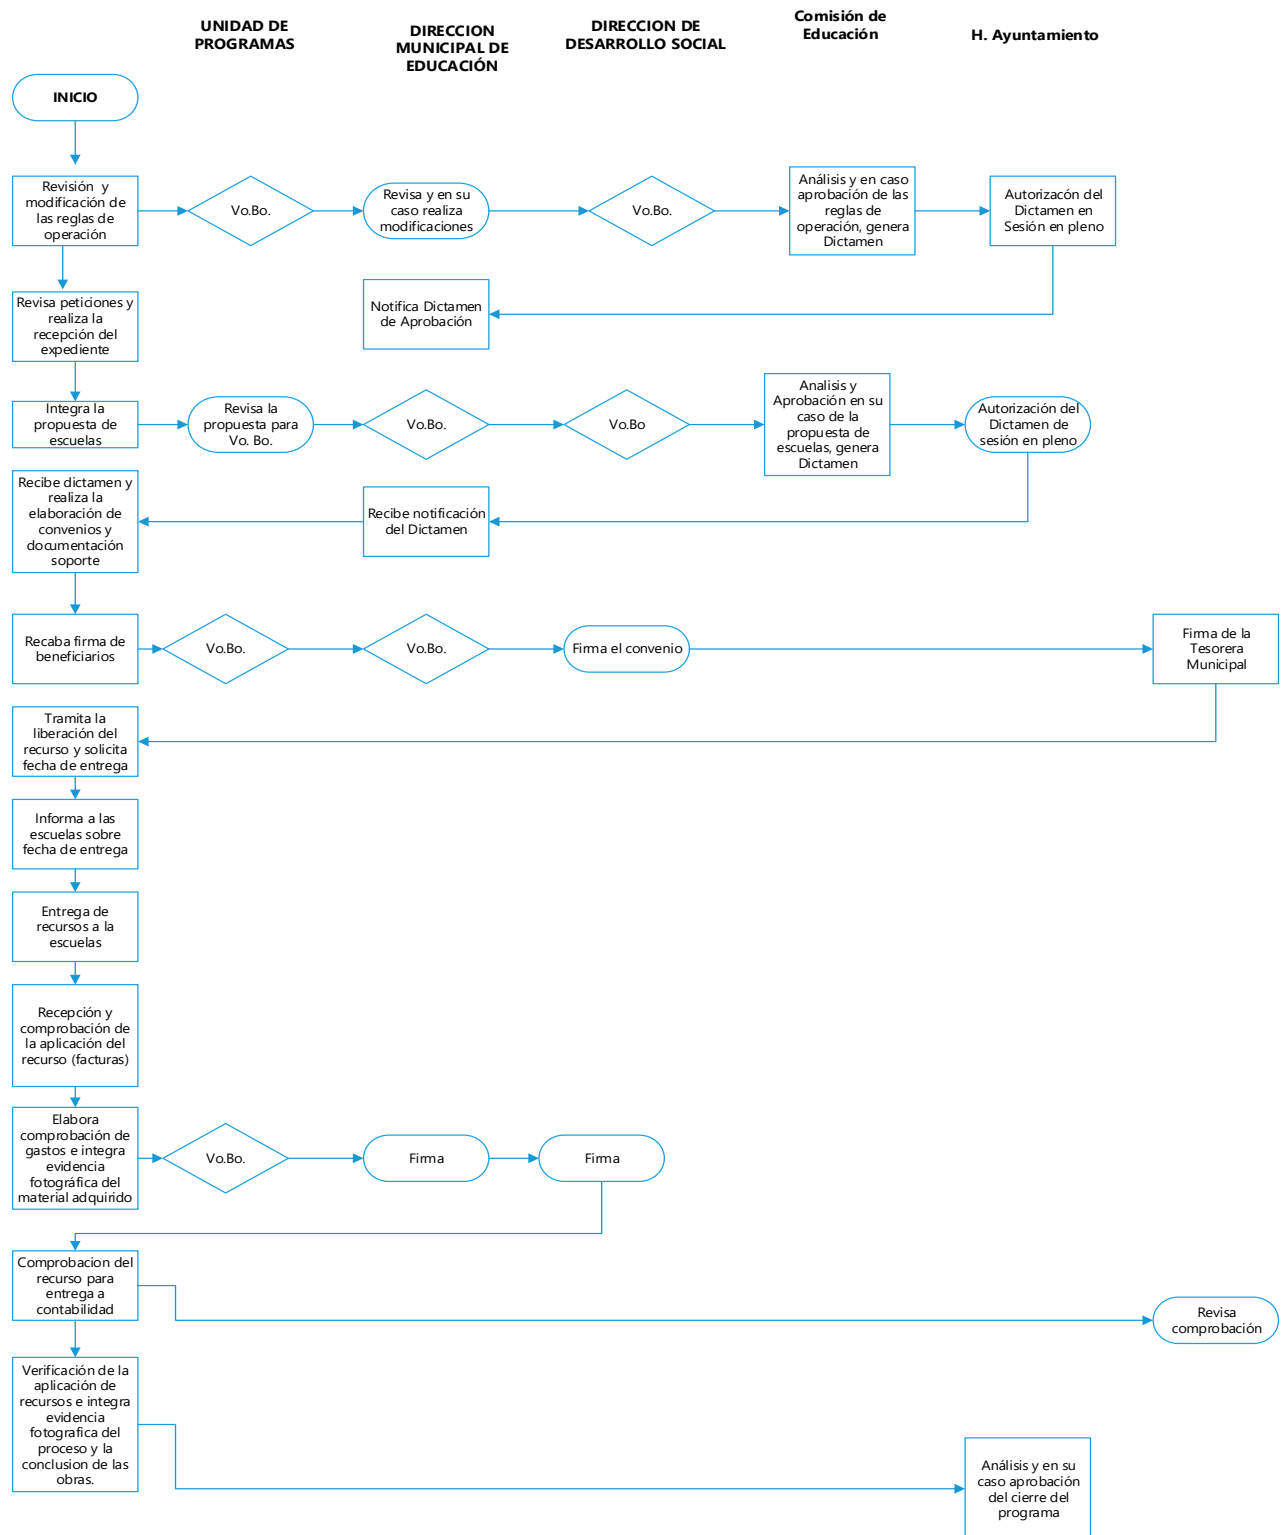 UNIDAD DE
PROGRAMAS
DIRECCION
MUNICIPAL DE
EDUCACIÓN
DIRECCION DE
DESARROLLO SOCIAL
Comisión de
Educación
H. Ayuntamiento
INICIO
Revisión y
modificación de
las reglas de
operación
Vo.Bo.
Revisa y en su
caso realiza
modificaciones
Vo.Bo.
Análisis y en caso
aprobación de las
reglas de
operación, genera
Dictamen
Autorizacón del
Dictamen en
Sesión en pleno
Revisa peticiones y
realiza la
recepción del
expediente
Notifica Dictamen
de Aprobación
Integra la
propuesta de
escuelas
Revisa la
propuesta para
Vo. Bo.
Vo.Bo.
Vo.Bo
Analisis y
Aprobación en su
caso de la
propuesta de
escuelas, genera
Dictamen
Autorización del
Dictamen de
sesión en pleno
Recibe dictamen y
realiza la
elaboración de
convenios y
documentación
soporte
Recibe notificación
del Dictamen
Recaba firma de
beneficiarios
Vo.Bo.
Vo.Bo.
Firma el convenio
Firma de la
Tesorera
Municipal
Tramita la
liberación del
recurso y solicita
fecha de entrega
Informa a las
escuelas sobre
fecha de entrega
Entrega de
recursos a la
escuelas
Recepción y
comprobación de
la aplicación del
recurso (facturas)
Elabora
comprobación de
gastos e integra
evidencia
fotográfica del
material adquirido
Vo.Bo.
Firma
Firma
Comprobacion del
recurso para
entrega a
contabilidad
Revisa
comprobación
Verificación de la
aplicación de
recursos e integra
evidencia
fotografica del
proceso y la
conclusion de las
obras.
Análisis y en su
caso aprobación
del cierre del
programa